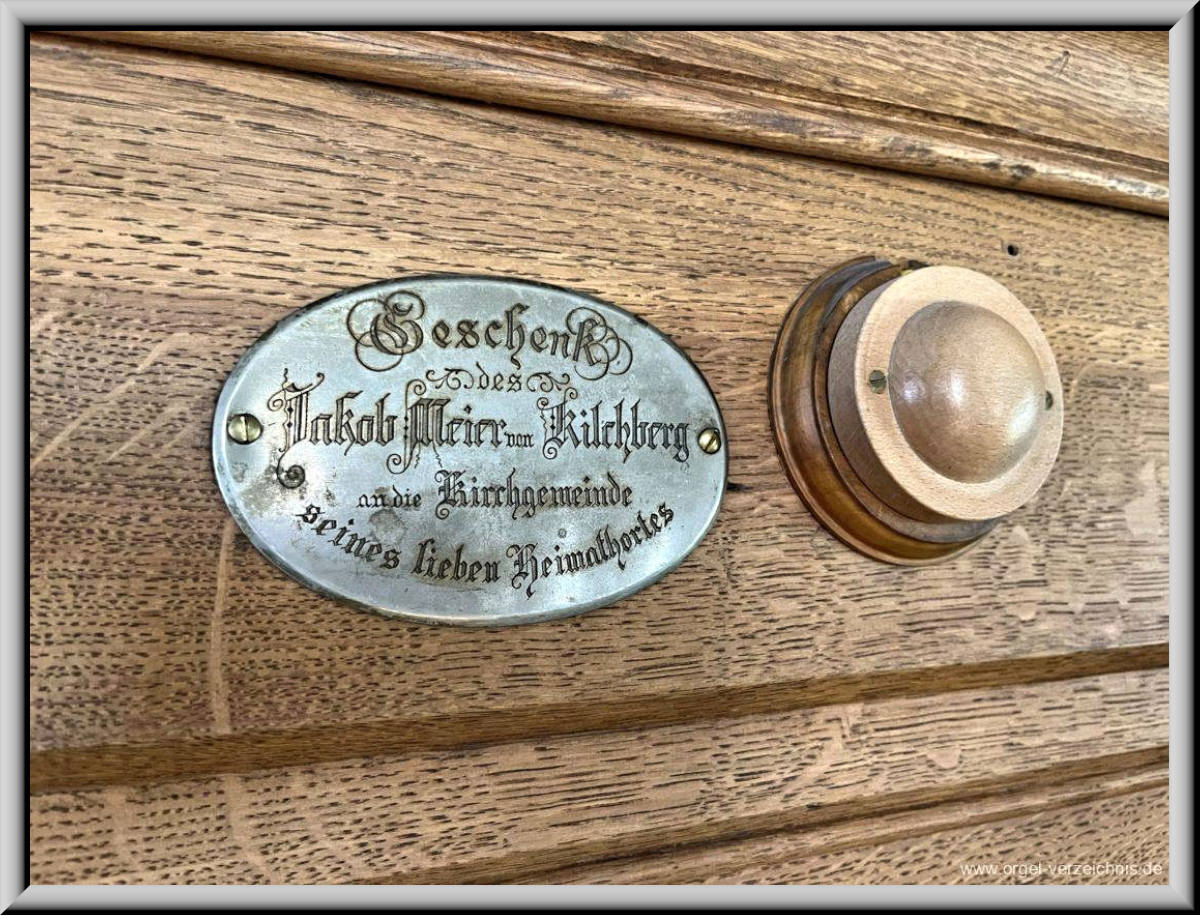 Geschenk
des
Jakob Meier von Kilchberg
an die Kirchgemeinde
seines lieben Heimathortes
www.orgel-verzeichnis.de